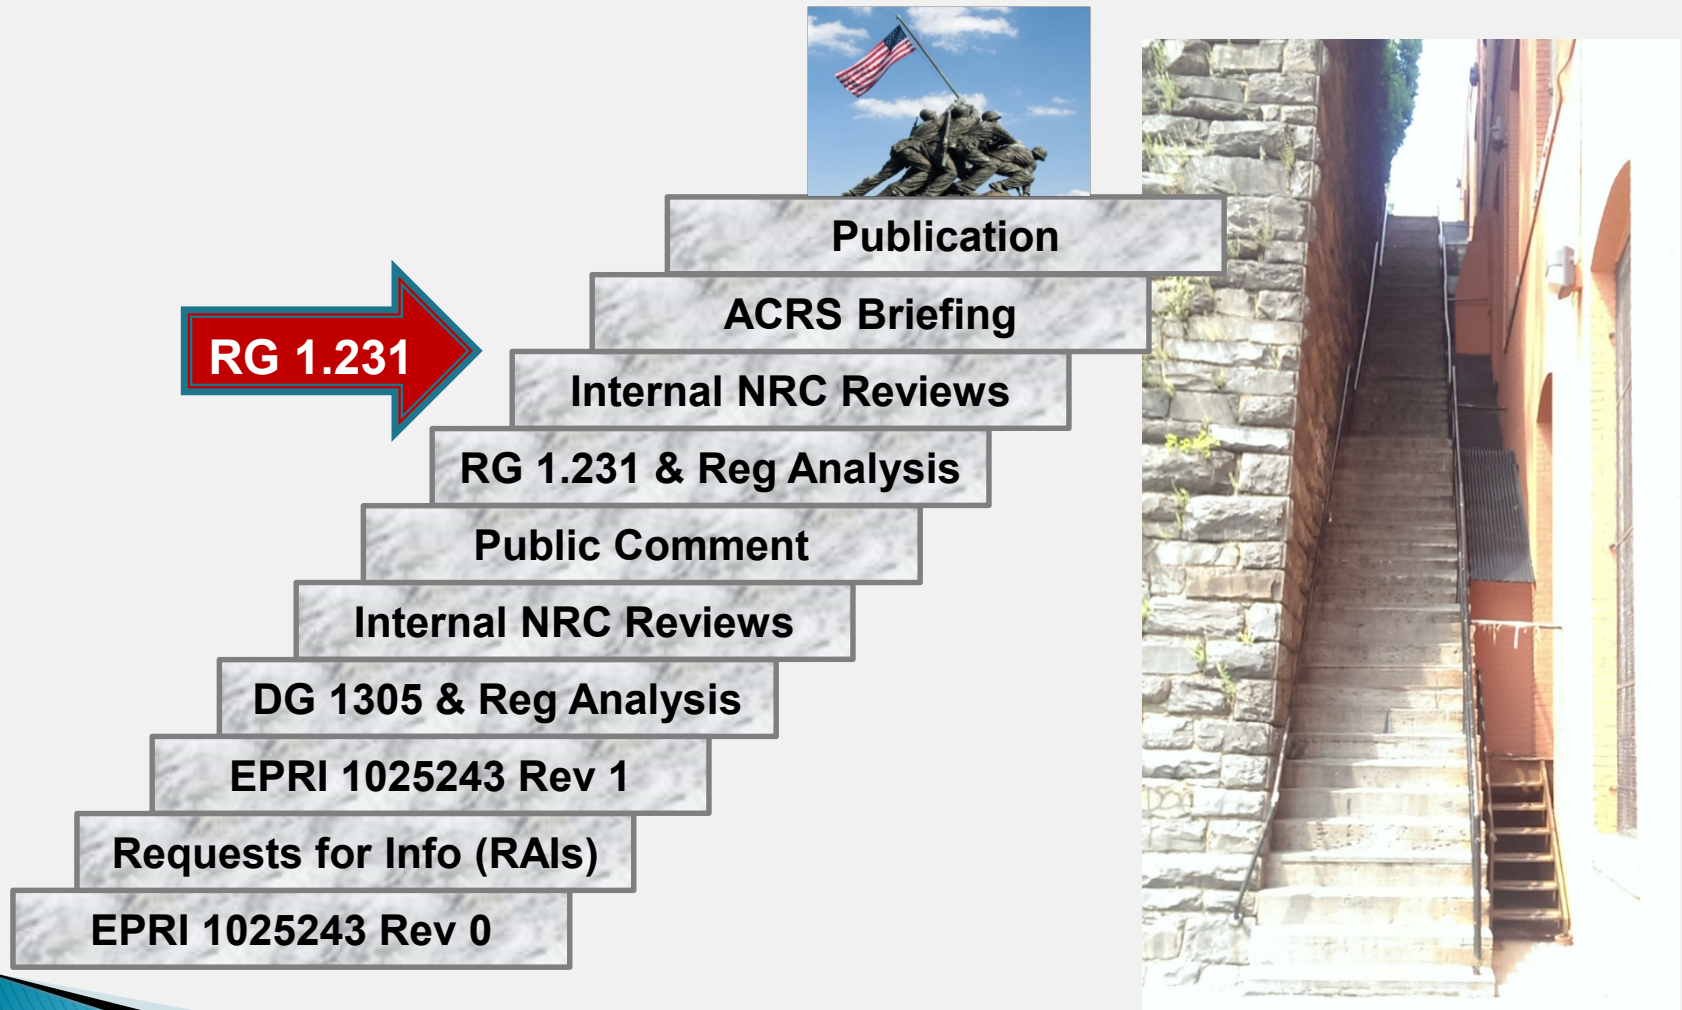 Publication
ACRS Briefing
RG 1.231
Internal NRC Reviews
RG 1.231 & Reg Analysis
Public Comment
Internal NRC Reviews
DG 1305 & Reg Analysis
EPRI 1025243 Rev 1
Requests for Info (RAIs)
EPRI 1025243 Rev 0